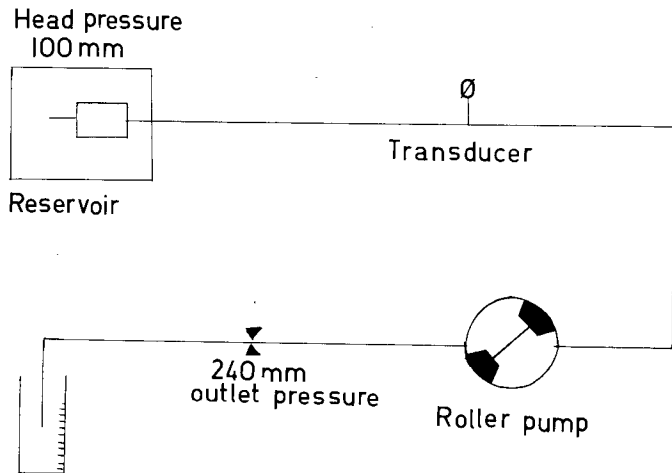 Head pressure
100 mm
Ø
Transducer
Reservoir
240 mm
outlet pressure
Roller pump